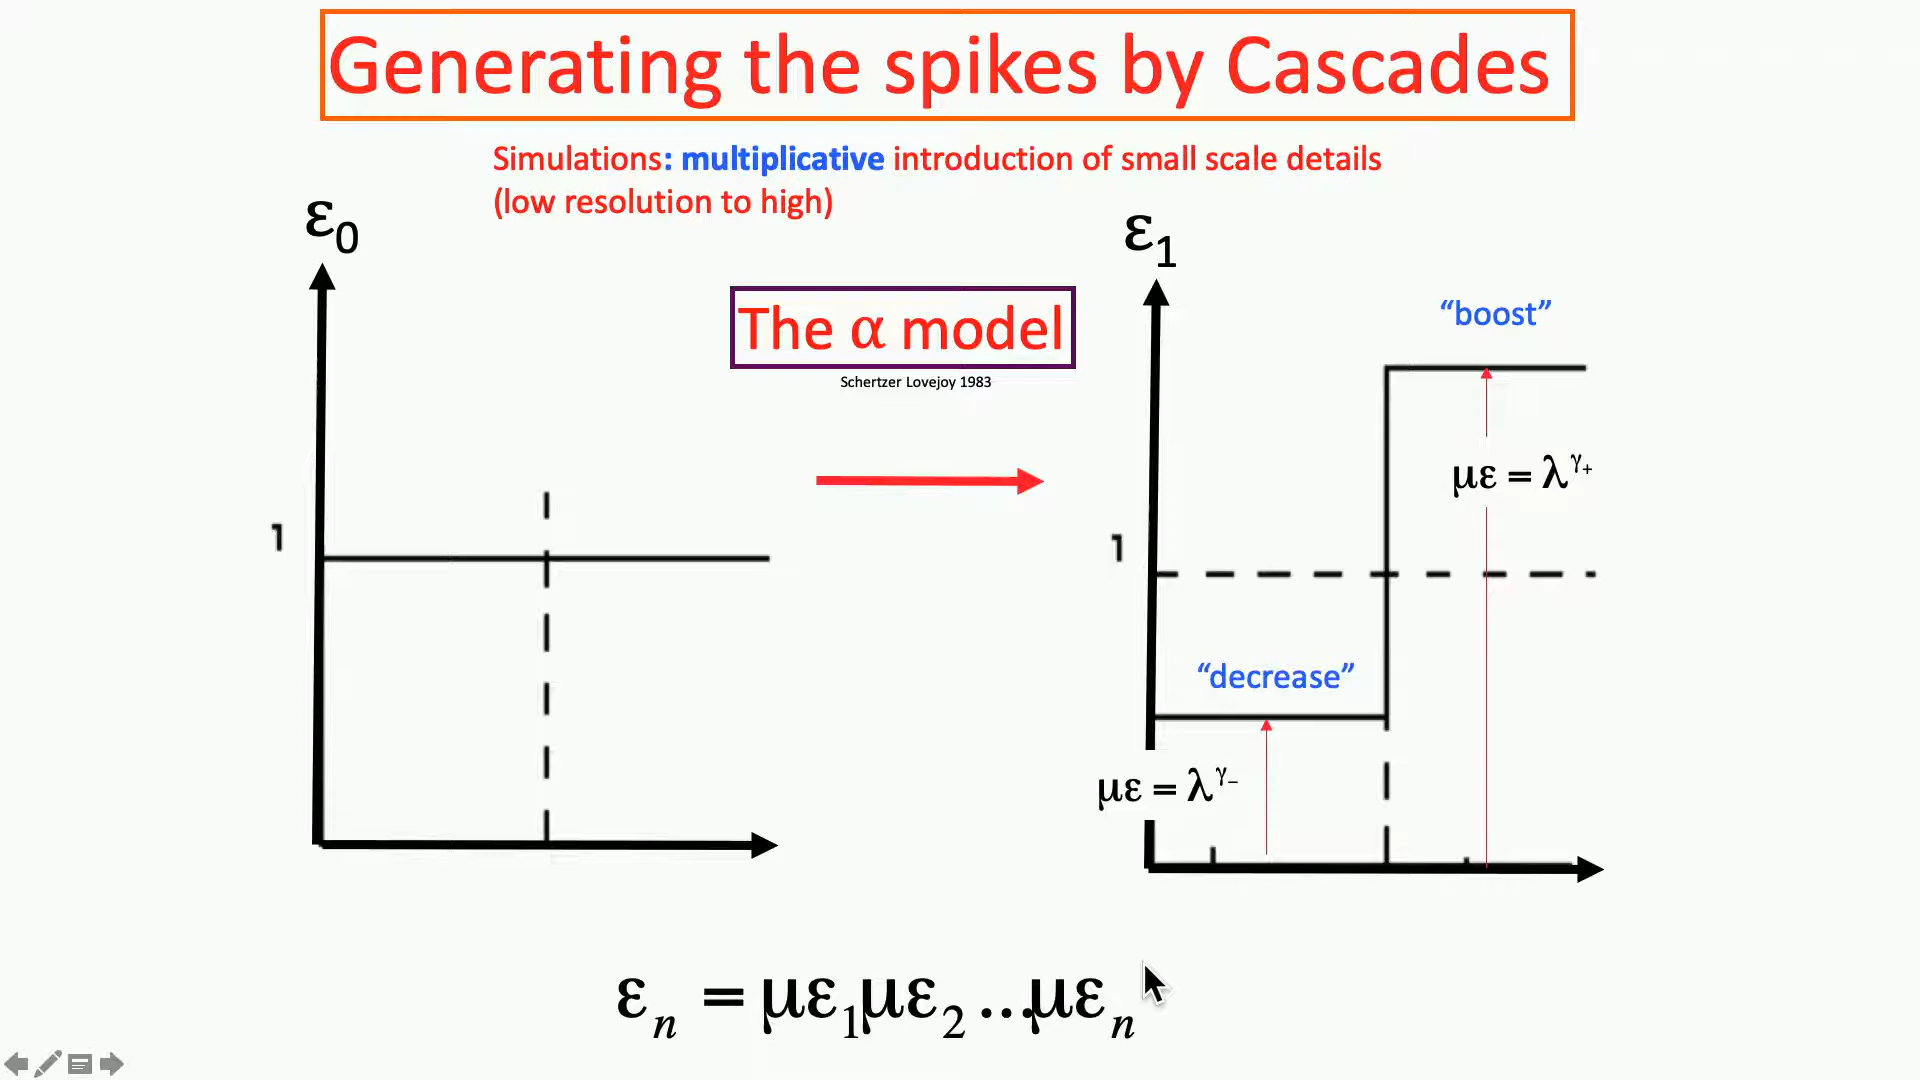 Generating the spikes by Cascades
Simulations: multiplicative introduction of small scale details
(low resolution to high)
ε₀
ε₁
The α model
Schertzer Lovejoy 1983
“boost”
με = λ^γ₊
1
1
“decrease”
με = λ^γ₋
εₙ = με₁με₂...μεₙ